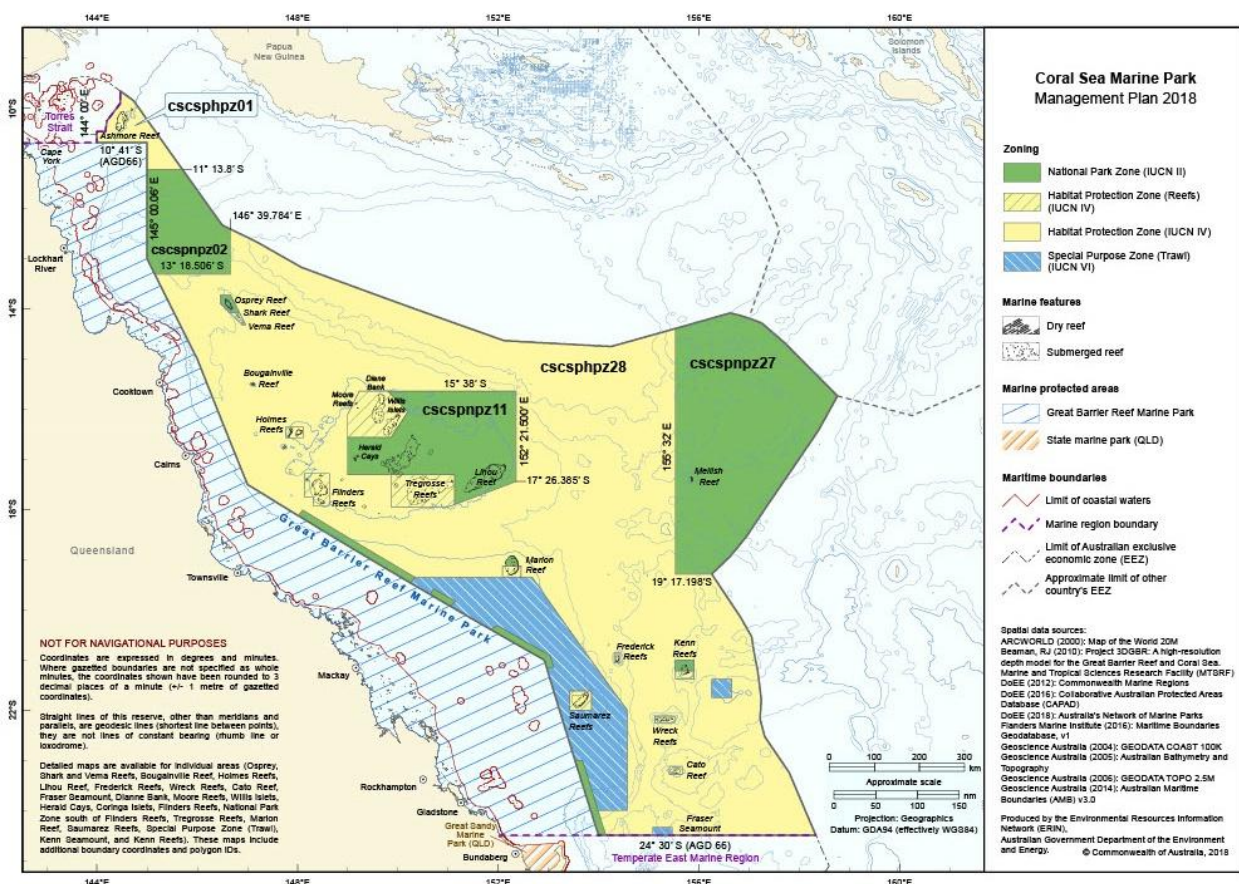 144°E
148°E
152°E
156°E
160°E
Papua
New Guinea
Solomon
Islands
10°S
14°S
18°S
22°S
cscsphpz01
Torres
Strait
144° 00' E
Ashmore Reef
Cape
York
10° 41' S
(AGD66)
11° 13.8' S
145° 00.06' E
146° 39.784' E
cscspnpz02
13° 18.506' S
Lockhart
River
Osprey Reef
Shark Reef
Vema Reef
Bougainville
Reef
Cooktown
Diane
Bank
Moore
Reefs
Willis
Islets
15° 38' S
cscspnpz11
cscsphpz28
cscspnpz27
152° 21.500' E
155° 32' E
Holmes
Reefs
Herald
Cays
Cairns
Flinders
Reefs
Tregrosse
Reefs
Lihou
Reef
17° 26.385' S
Mellish
Reef
Queensland
Great Barrier Reef Marine Park
Townsville
Marion
Reef
19° 17.198'S
Mackay
Frederick
Reefs
Kenn
Reefs
Saumarez
Reefs
Wreck
Reefs
Cato
Reef
Rockhampton
Gladstone
Great Sandy
Marine
Park (QLD)
Bundaberg
Fraser
Seamount
24° 30' S (AGD 66)
Temperate East Marine Region
NOT FOR NAVIGATIONAL PURPOSES
Coordinates are expressed in degrees and minutes.
Where gazetted boundaries are not specified as whole
minutes, the coordinates shown have been rounded to 3
decimal places of a minute (+/- 1 metre of gazetted
coordinates).
Straight lines of this reserve, other than meridians and
parallels, are geodesic lines (shortest line between points),
they are not lines of constant bearing (rhumb line or
loxodrome).
Detailed maps are available for individual areas (Osprey,
Shark and Vema Reefs, Bougainville Reef, Holmes Reefs,
Lihou Reef, Frederick Reefs, Wreck Reefs, Cato Reef,
Fraser Seamount, Dianne Bank, Moore Reefs, Willis Islets,
Herald Cays, Coringa Islets, Flinders Reefs, National Park
Zone south of Flinders Reefs, Tregrosse Reefs, Marion
Reef, Saumarez Reefs, Special Purpose Zone (Trawl),
Kenn Seamount, and Kenn Reefs). These maps include
additional boundary coordinates and polygon IDs.
0 100 200 300
km
Approximate scale
0 50 100 150
nm
Projection: Geographics
Datum: GDA94 (effectively WGS84)
144°E
148°E
152°E
156°E
160°E
Coral Sea Marine Park
Management Plan 2018
Zoning
National Park Zone (IUCN II)
Habitat Protection Zone (Reefs)
(IUCN IV)
Habitat Protection Zone (IUCN IV)
Special Purpose Zone (Trawl)
(IUCN VI)
Marine features
Dry reef
Submerged reef
Marine protected areas
Great Barrier Reef Marine Park
State marine park (QLD)
Maritime boundaries
Limit of coastal waters
Marine region boundary
Limit of Australian exclusive
economic zone (EEZ)
Approximate limit of other
country's EEZ
Spatial data sources:
ARCWORLD (2000): Map of the World 20M
Beaman, RJ (2010): Project 3DGBR: A high-resolution
depth model for the Great Barrier Reef and Coral Sea.
Marine and Tropical Sciences Research Facility (MTSRF)
DoEE (2012): Commonwealth Marine Regions
DoEE (2016): Collaborative Australian Protected Areas
Database (CAPAD)
DoEE (2018): Australia's Network of Marine Parks
Flanders Marine Institute (2016): Maritime Boundaries
Geodatabase, v1
Geoscience Australia (2004): GEODATA COAST 100K
Geoscience Australia (2005): Australian Bathymetry and
Topography
Geoscience Australia (2006): GEODATA TOPO 2.5M
Geoscience Australia (2014): Australian Maritime
Boundaries (AMB) v3.0
Produced by the Environmental Resources Information
Network (ERIN),
Australian Government Department of the Environment
and Energy. © Commonwealth of Australia, 2018